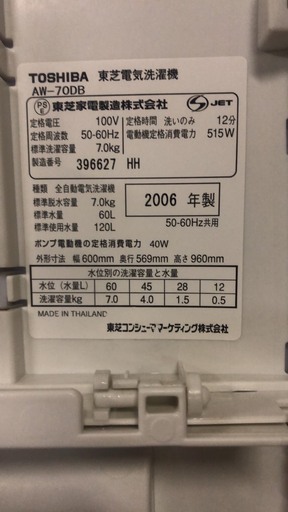 TOSHIBA 東芝電気洗濯機
AW-70DB
PS E 東芝家電製造株式会社 S JET
定格電圧 100V 定格時間 洗いのみ 12分
定格周波数 50-60Hz 電動機定格消費電力 515W
標準洗濯容量 7.0kg
製造番号 396627 HH
種類 全自動電気洗濯機
標準脱水容量 7.0kg 2006 年製
標準水量 60L
標準使用水量 120L 50-60Hz共用
ポンプ電動機の定格消費電力 40W
外形寸法 幅600mm 奥行569mm 高さ960mm
水位別の洗濯容量と水量
水位 (水量L) 60 45 28 12
洗濯容量kg 7.0 4.0 1.5 0.5
MADE IN THAILAND
東芝コンシューママーケティング株式会社